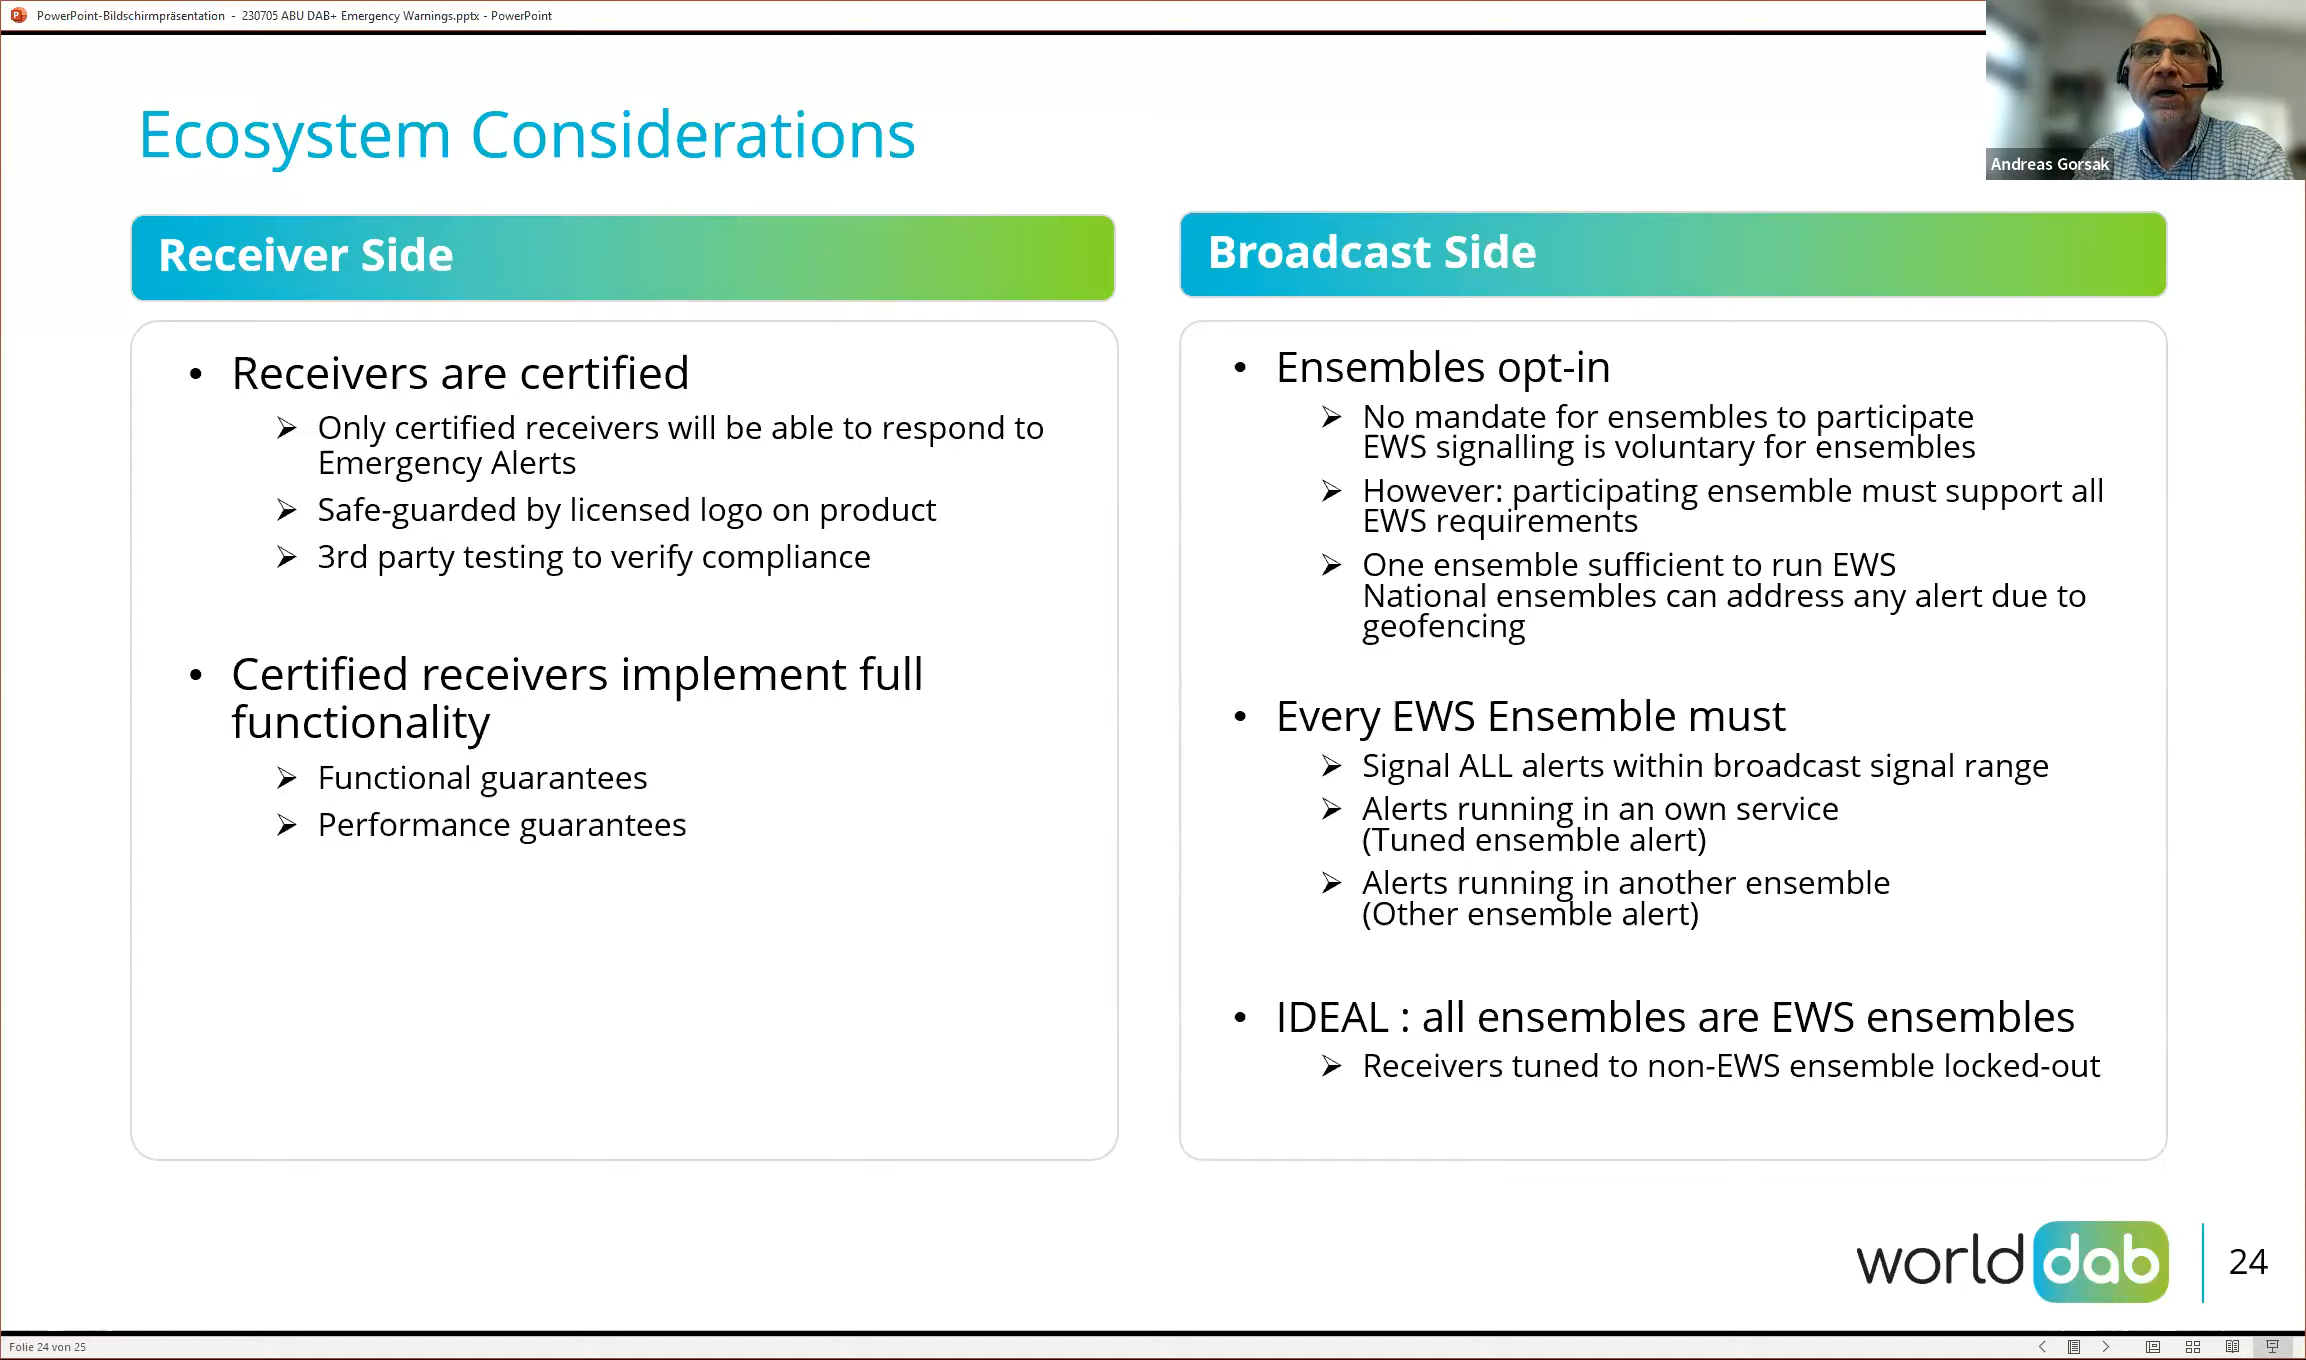 PowerPoint-Bildschirmpräsentation - 230705 ABU DAB+ Emergency Warnings.pptx - PowerPoint
Andreas Gorsak
Ecosystem Considerations
Receiver Side
• Receivers are certified
➢ Only certified receivers will be able to respond to
Emergency Alerts
➢ Safe-guarded by licensed logo on product
➢ 3rd party testing to verify compliance
• Certified receivers implement full
functionality
➢ Functional guarantees
➢ Performance guarantees
Broadcast Side
• Ensembles opt-in
➢ No mandate for ensembles to participate
EWS signalling is voluntary for ensembles
➢ However: participating ensemble must support all
EWS requirements
➢ One ensemble sufficient to run EWS
National ensembles can address any alert due to
geofencing
• Every EWS Ensemble must
➢ Signal ALL alerts within broadcast signal range
➢ Alerts running in an own service
(Tuned ensemble alert)
➢ Alerts running in another ensemble
(Other ensemble alert)
• IDEAL : all ensembles are EWS ensembles
➢ Receivers tuned to non-EWS ensemble locked-out
world dab
24
Folie 24 von 25